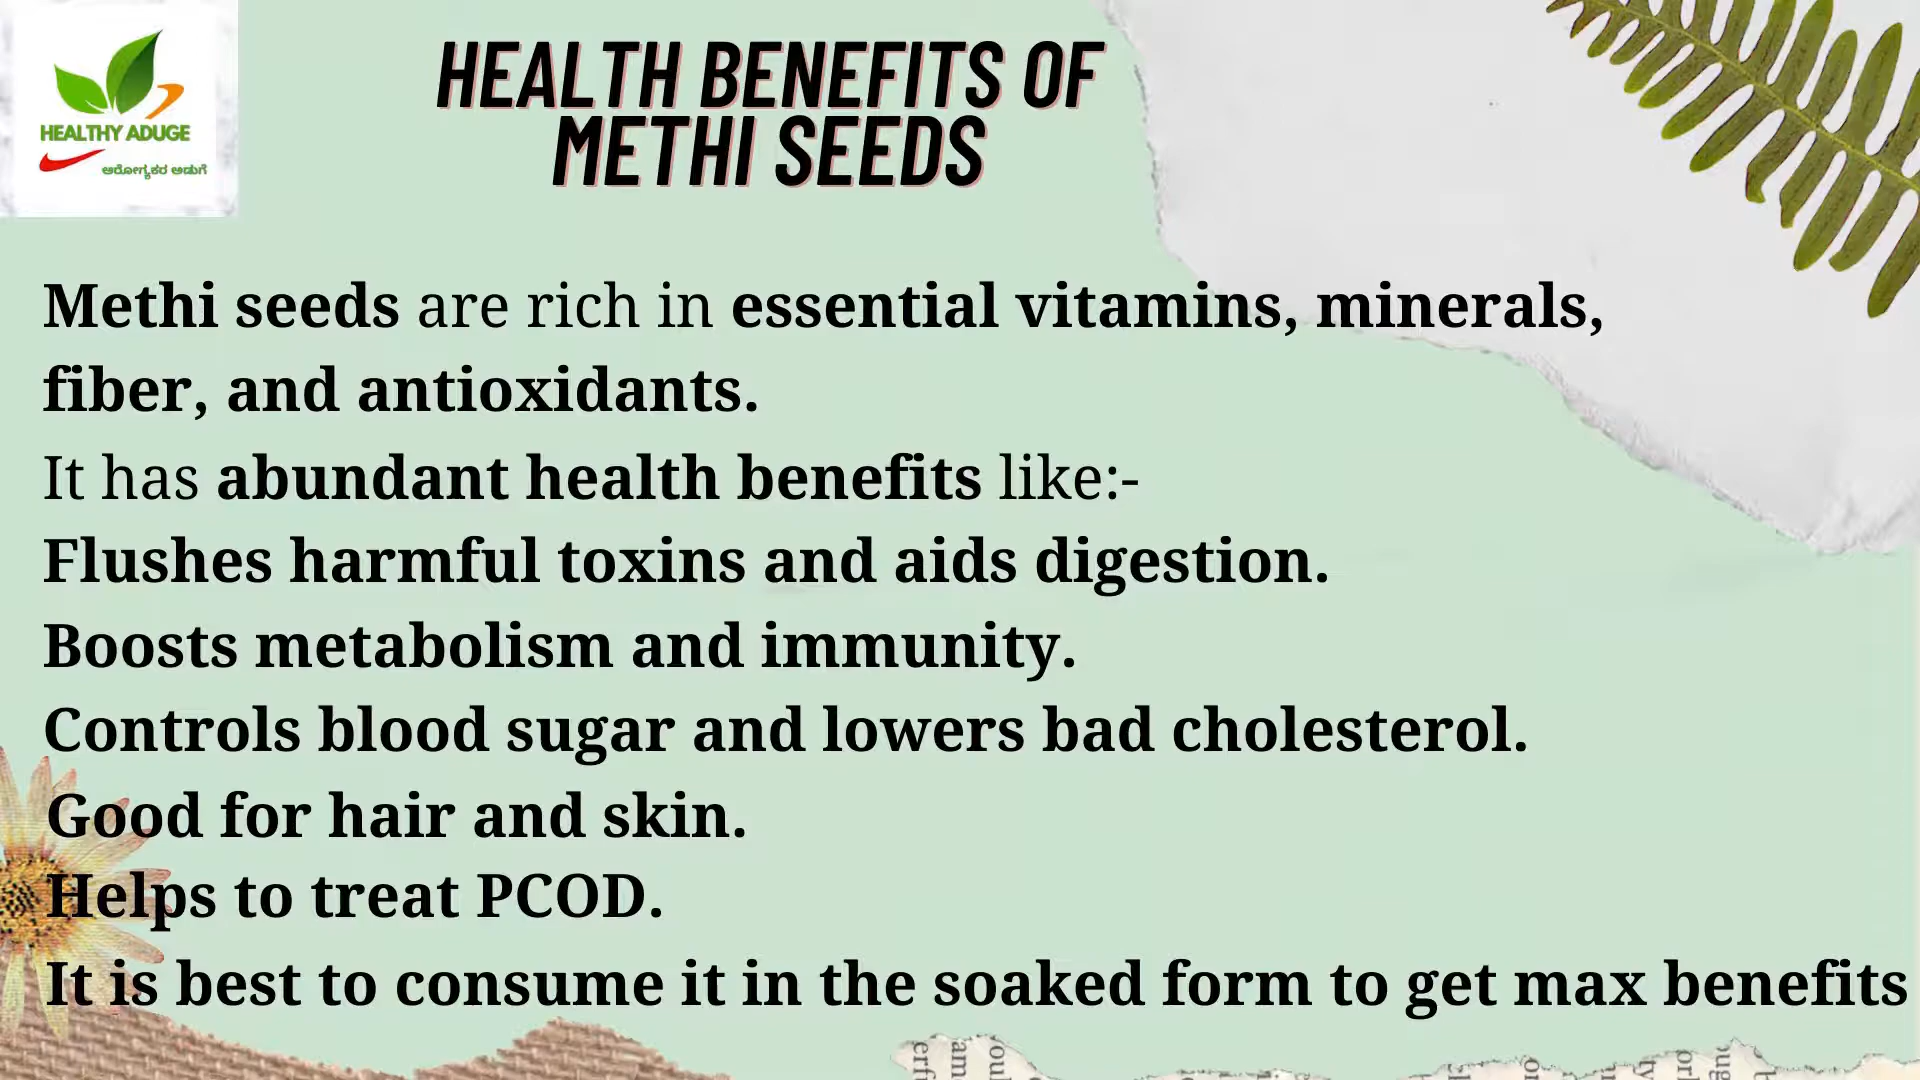 HEALTHY ADUGE
ಆರೋಗ್ಯಕರ ಅಡುಗೆ
HEALTH BENEFITS OF
METHI SEEDS
Methi seeds are rich in essential vitamins, minerals,
fiber, and antioxidants.
It has abundant health benefits like:-
Flushes harmful toxins and aids digestion.
Boosts metabolism and immunity.
Controls blood sugar and lowers bad cholesterol.
Good for hair and skin.
Helps to treat PCOD.
It is best to consume it in the soaked form to get max benefits